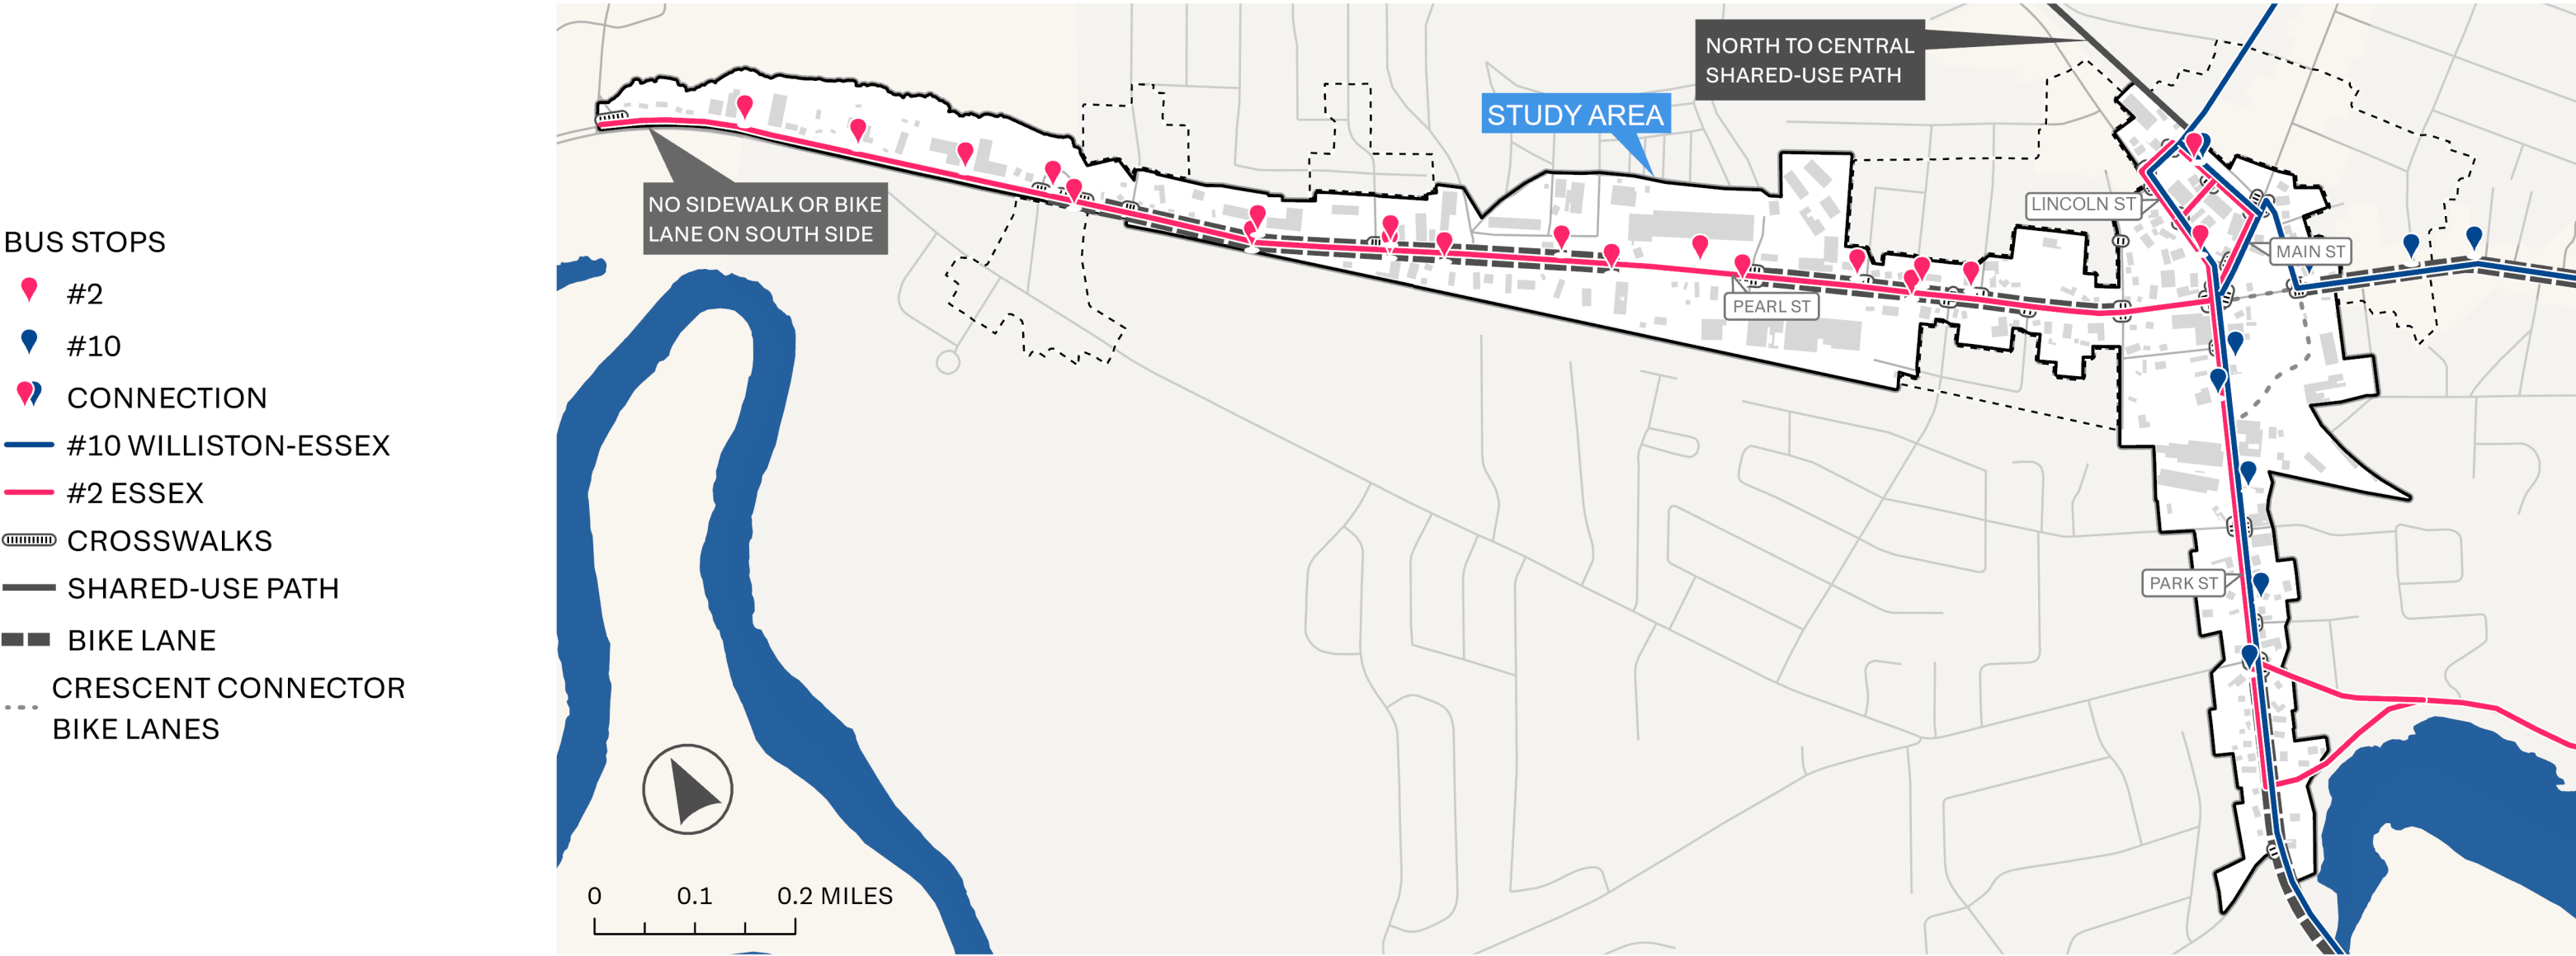 BUS STOPS
#2
#10
CONNECTION
#10 WILLISTON-ESSEX
#2 ESSEX
CROSSWALKS
SHARED-USE PATH
BIKE LANE
CRESCENT CONNECTOR
BIKE LANES
NORTH TO CENTRAL
SHARED-USE PATH
STUDY AREA
NO SIDEWALK OR BIKE
LANE ON SOUTH SIDE
LINCOLN ST
MAIN ST
PEARL ST
PARK ST
0 0.1 0.2 MILES